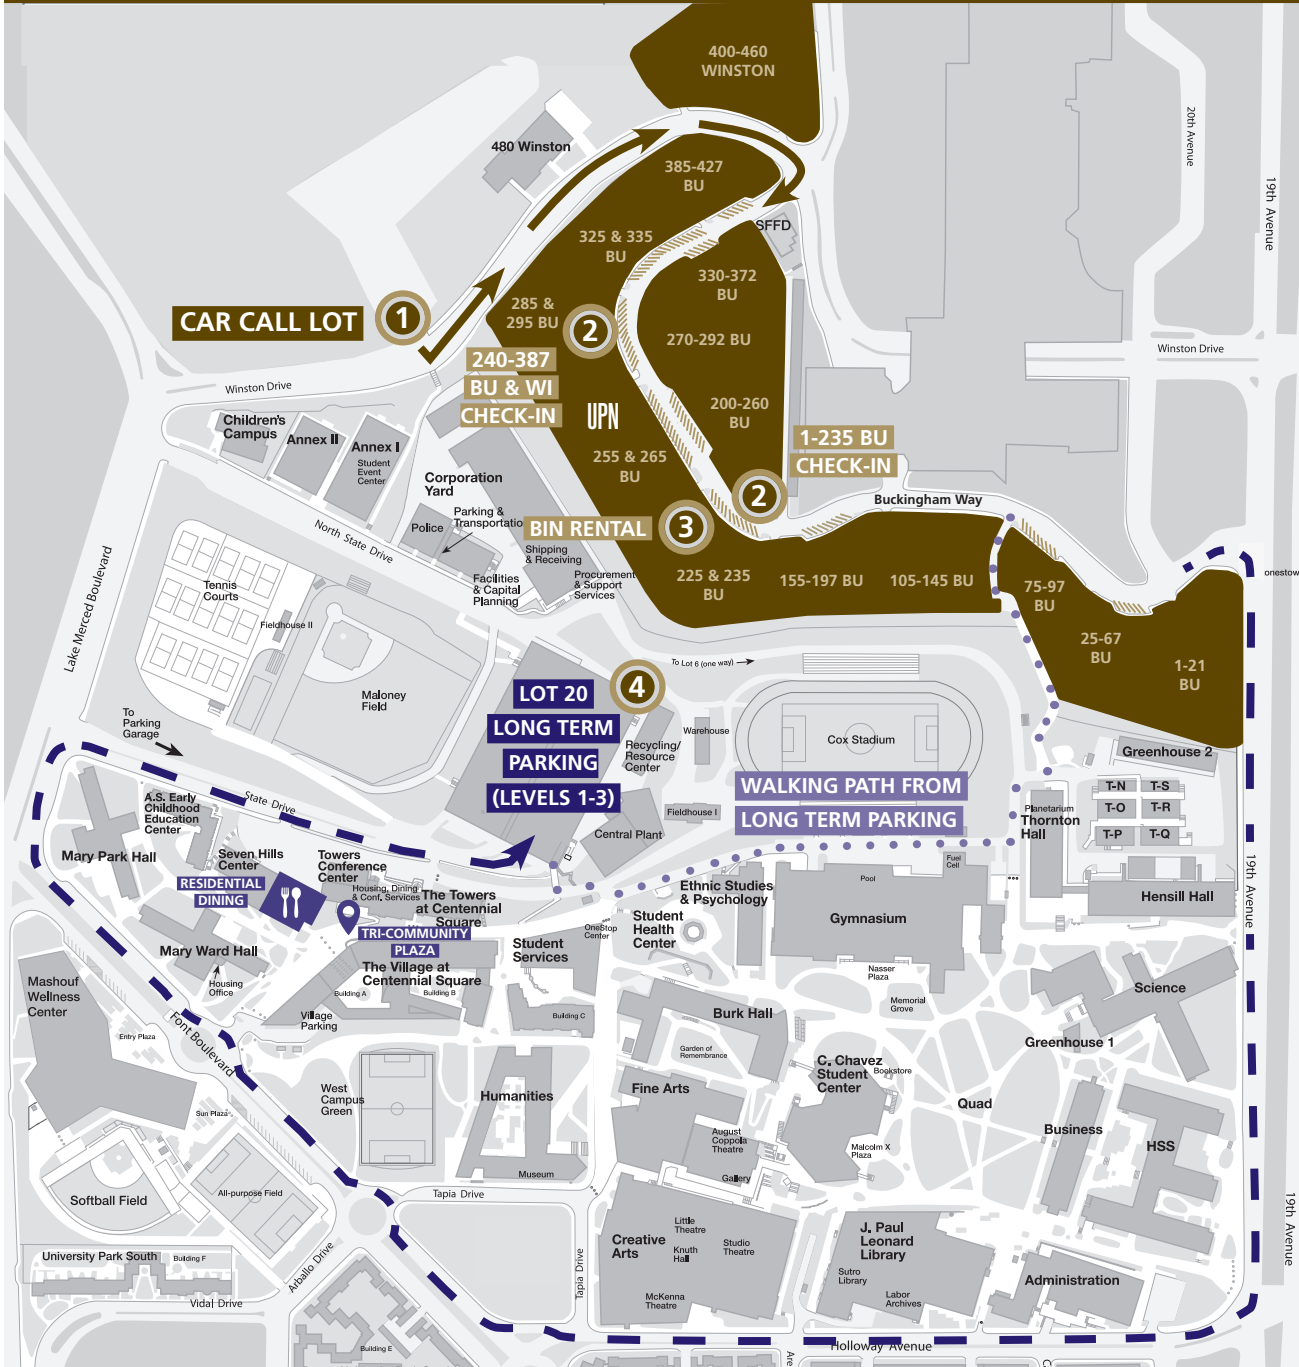 400-460
WINSTON
20th Avenue
19th Avenue
480 Winston
385-427
BU
SFFD
325 & 335
BU
330-372
BU
285 &
295 BU
CAR CALL LOT
1
2
270-292 BU
Winston Drive
Winston Drive
240-387
BU & WI
CHECK-IN
UPN
200-260
BU
1-235 BU
CHECK-IN
Children's
Campus
Annex II
Annex I
Student
Event
Center
255 & 265
BU
Corporation
Yard
2
Buckingham Way
Parking &
Transportatio
Police
BIN RENTAL
3
North State Drive
Shipping
& Receiving
Facilities
& Capital
Planning
Procurement
& Support
Services
225 & 235
BU
155-197 BU
105-145 BU
75-97
BU
onestow
Lake Merced Boulevard
Tennis
Courts
Fieldhouse II
25-67
BU
1-21
BU
To Lot 6 (one way)
Maloney
Field
LOT 20
LONG TERM
PARKING
(LEVELS 1-3)
4
To
Parking
Garage
Recycling/
Resource
Center
Warehouse
Cox Stadium
Greenhouse 2
WALKING PATH FROM
LONG TERM PARKING
State Drive
A.S. Early
Childhood
Education
Center
Fieldhouse I
Central Plant
Planetarium
Thornton
Hall
T-N
T-S
T-O
T-R
T-P
T-Q
Mary Park Hall
Seven Hills
Center
Towers
Conference
Center
Housing, Dining
& Conf. Services
RESIDENTIAL
DINING
The Towers
at Centennial
Square
Ethnic Studies
& Psychology
Pool
Fuel
Cell
Gymnasium
Hensill Hall
19th Avenue
TRI-COMMUNITY
PLAZA
OneStop
Center
Student
Health
Center
Student
Services
Mary Ward Hall
Housing
Office
The Village at
Centennial Square
Building A
Building B
Building C
Village
Parking
Mashouf
Wellness
Center
Entry Plaza
Font Boulevard
Nasser
Plaza
Memorial
Grove
Science
Burk Hall
Garden of
Remembrance
Greenhouse 1
C. Chavez
Student
Center
Bookstore
Fine Arts
West
Campus
Green
Humanities
Quad
Sun Plaza
August
Coppola
Theatre
Business
Malcolm X
Plaza
HSS
Museum
Gallery
Softball Field
All-purpose Field
Tapia Drive
Little
Theatre
Creative
Arts
Knuth
Hall
Studio
Theatre
J. Paul
Leonard
Library
19th Avenue
University Park South
Building F
Arballo Drive
Tapia Drive
Sutro
Library
Administration
Vidal Drive
McKenna
Theatre
Labor
Archives
Building E
Holloway Avenue
Are